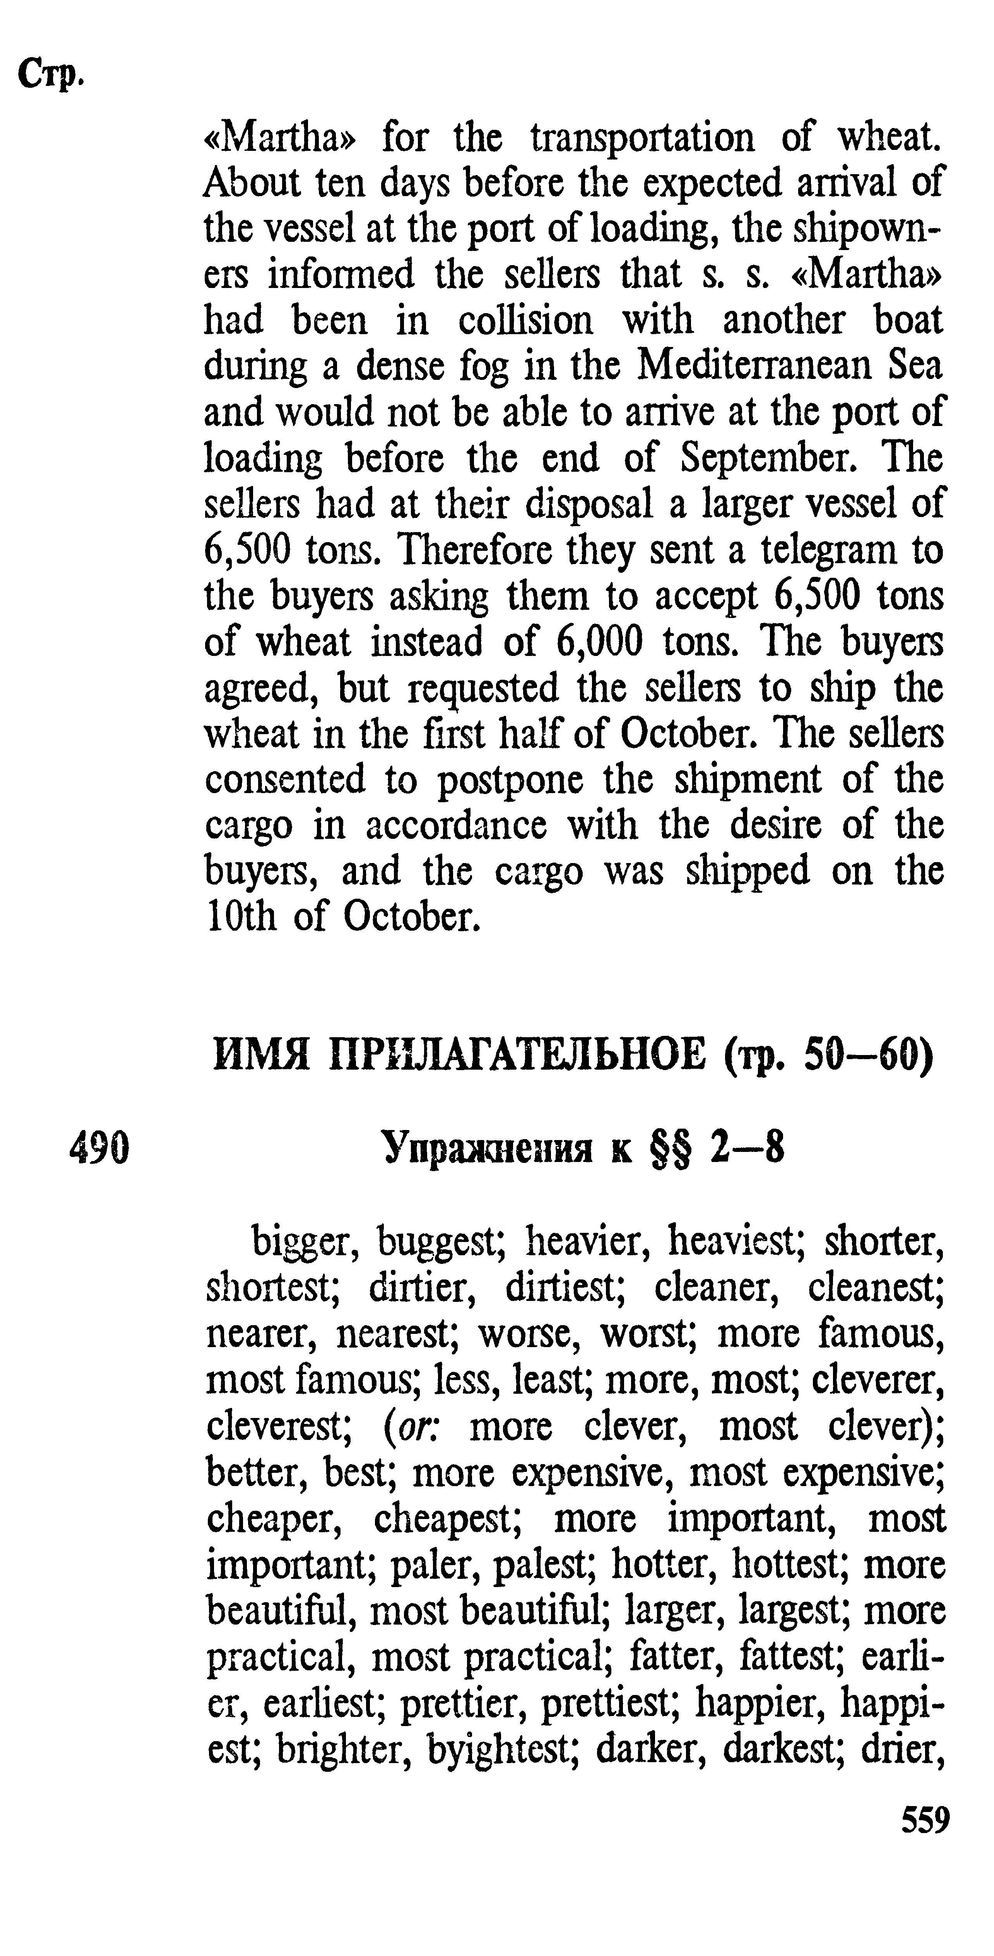 Стр.
«Martha» for the transportation of wheat.
About ten days before the expected arrival of
the vessel at the port of loading, the shipown-
ers informed the sellers that s. s. «Martha»
had been in collision with another boat
during a dense fog in the Mediterranean Sea
and would not be able to arrive at the port of
loading before the end of September. The
sellers had at their disposal a larger vessel of
6,500 tons. Therefore they sent a telegram to
the buyers asking them to accept 6,500 tons
of wheat instead of 6,000 tons. The buyers
agreed, but requested the sellers to ship the
wheat in the first half of October. The sellers
consented to postpone the shipment of the
cargo in accordance with the desire of the
buyers, and the cargo was shipped on the
10th of October.
ИМЯ ПРИЛАГАТЕЛЬНОЕ (тр. 50—60)
490 Упражнения к §§ 2—8
bigger, buggest; heavier, heaviest; shorter,
shortest; dirtier, dirtiest; cleaner, cleanest;
nearer, nearest; worse, worst; more famous,
most famous; less, least; more, most; cleverer,
cleverest; (or: more clever, most clever);
better, best; more expensive, most expensive;
cheaper, cheapest; more important, most
important; paler, palest; hotter, hottest; more
beautiful, most beautiful; larger, largest; more
practical, most practical; fatter, fattest; earli-
er, earliest; prettier, prettiest; happier, happi-
est; brighter, byightest; darker, darkest; drier,
559